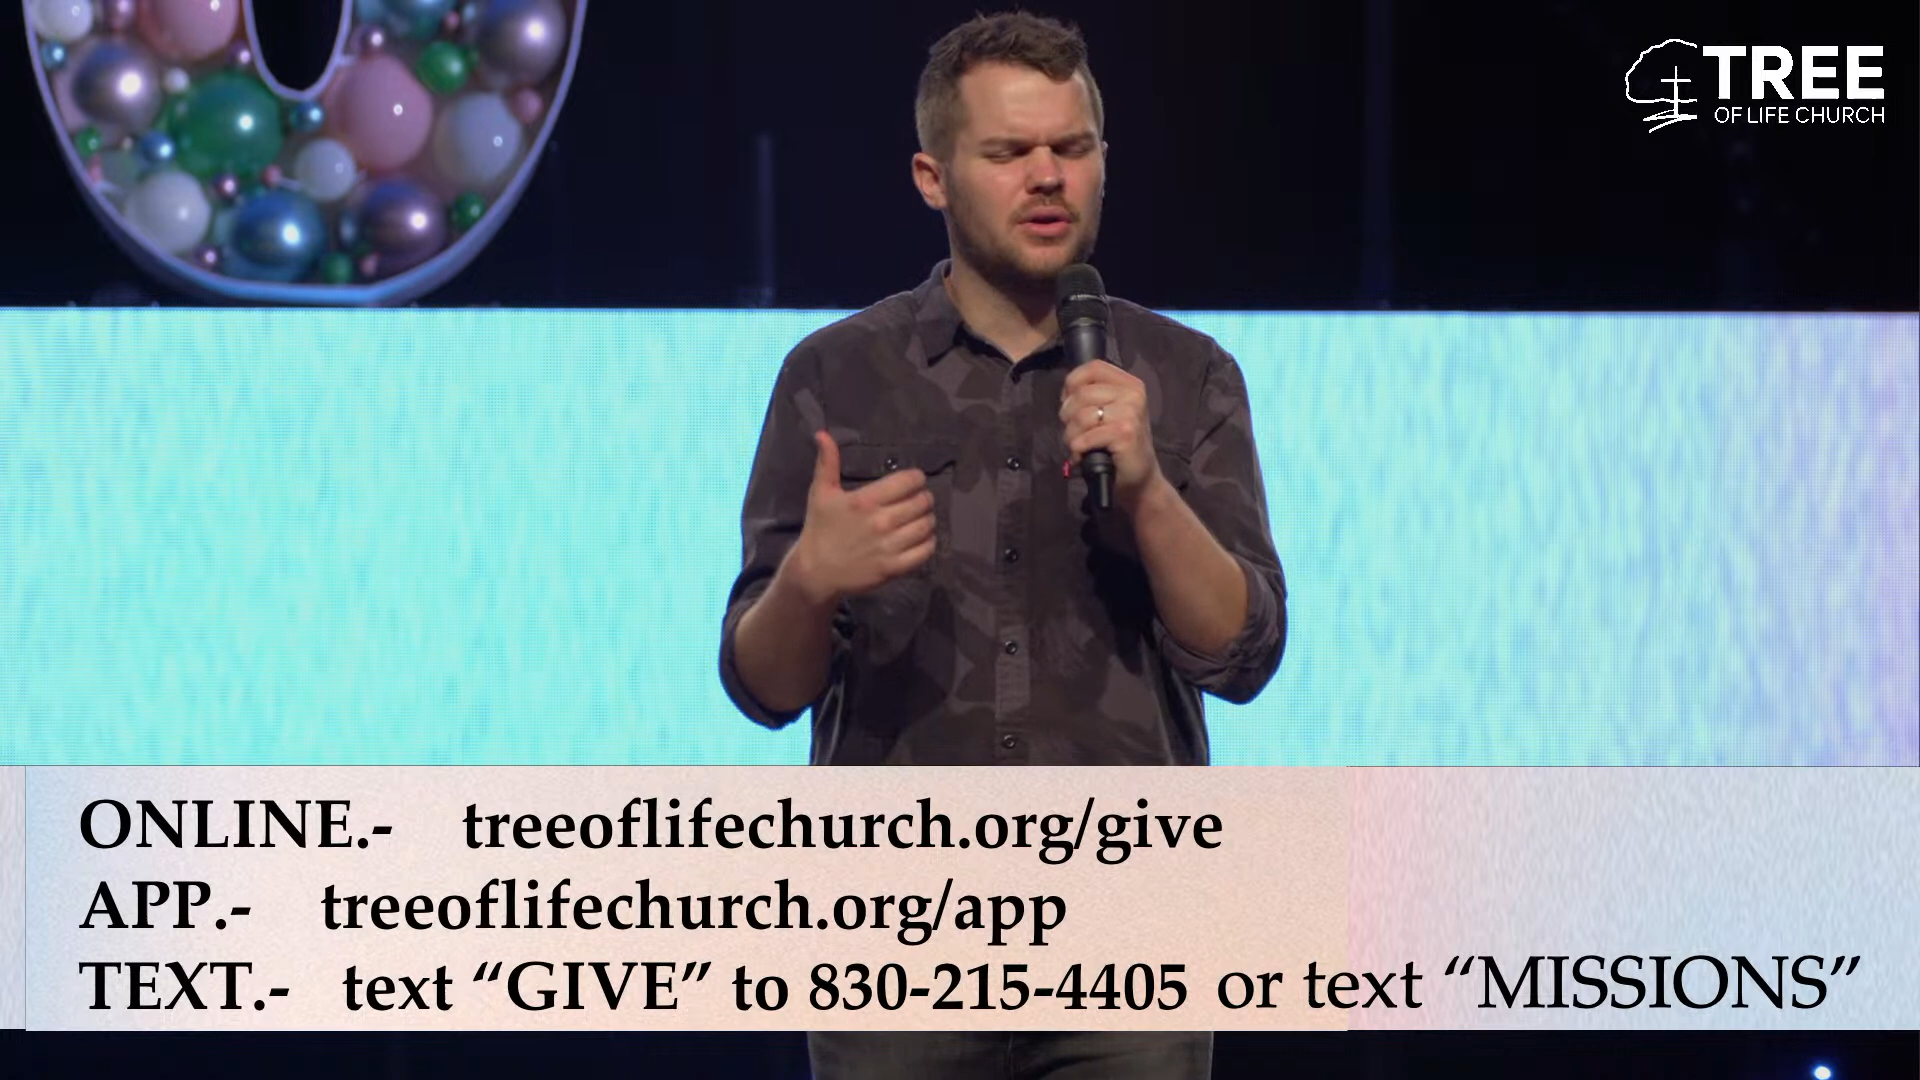 TREE
OF LIFE CHURCH
ONLINE.- treeoflifechurch.org/give
APP.- treeoflifechurch.org/app
TEXT.- text “GIVE” to 830-215-4405 or text “MISSIONS”